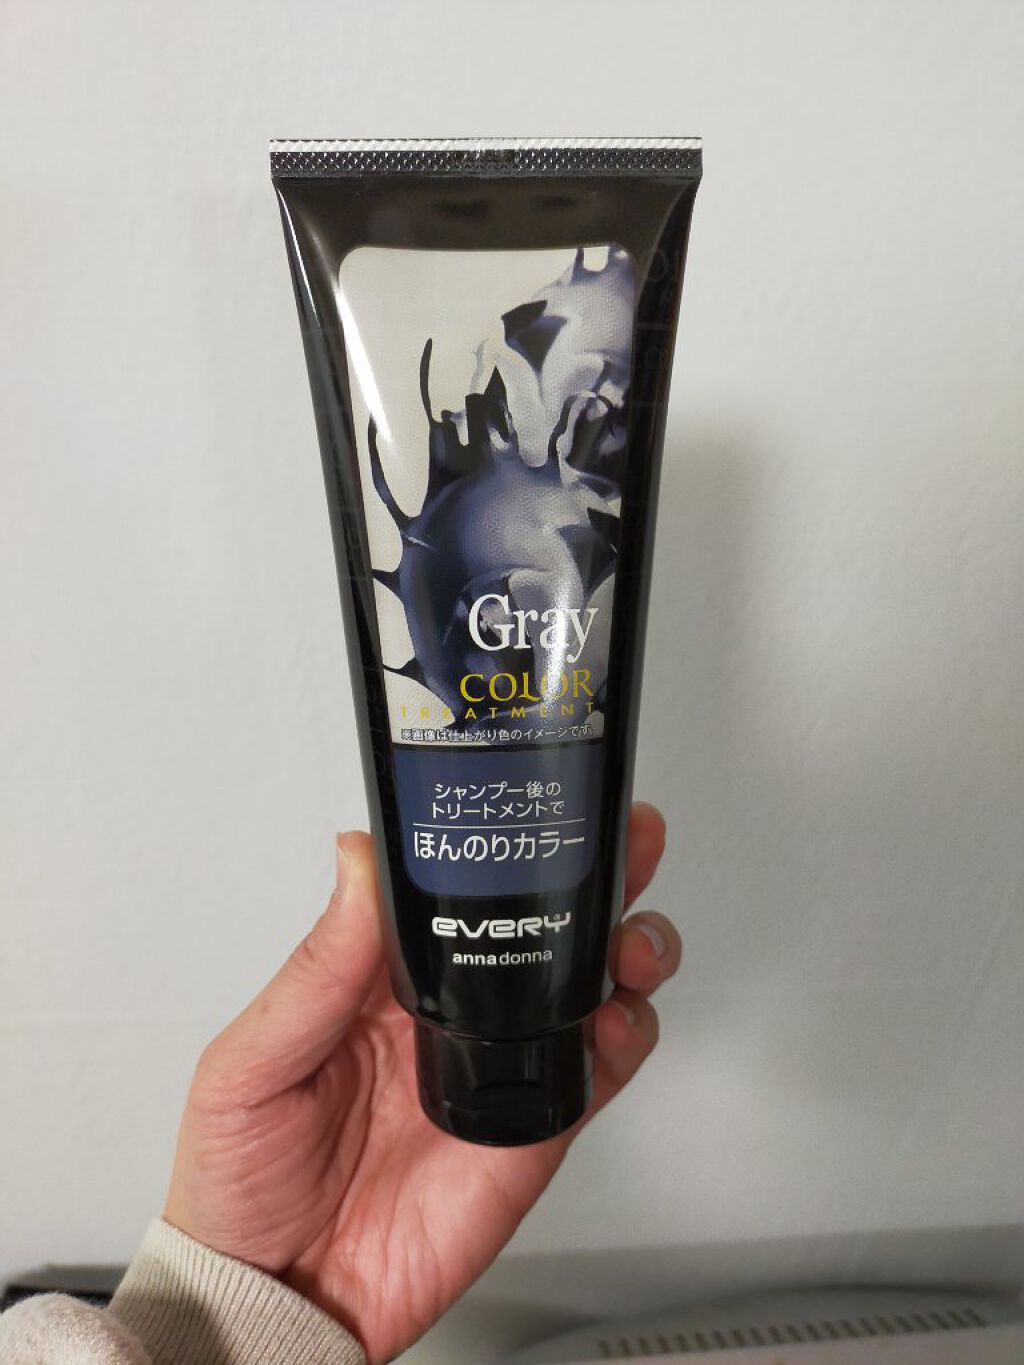 Gray
COLOR
TREATMENT
※画像は仕上がり色のイメージです。
シャンプー後の
トリートメントで
ほんのりカラー
every®
annadonna